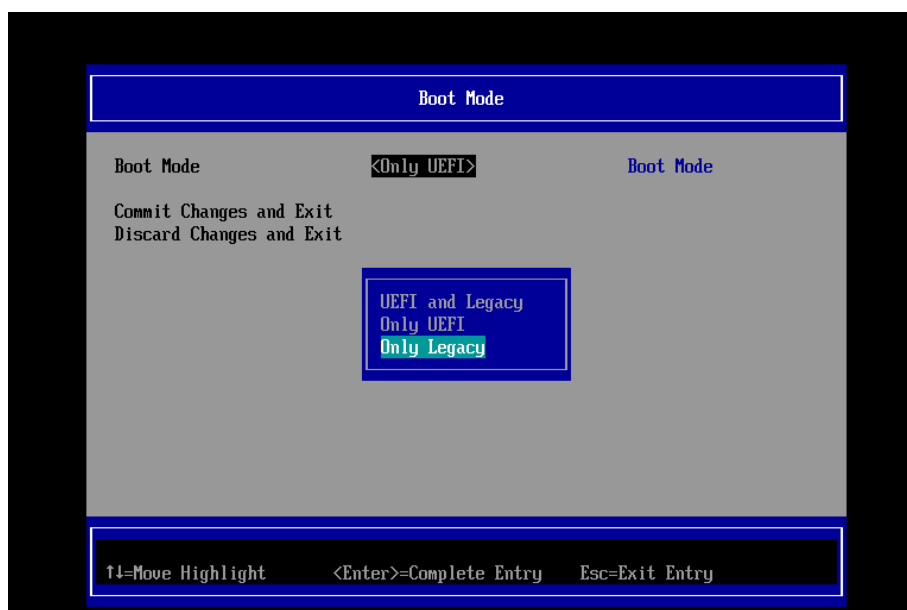 Boot Mode
Boot Mode <Only UEFI> Boot Mode
Commit Changes and Exit
Discard Changes and Exit
UEFI and Legacy
Only UEFI
Only Legacy
↑↓=Move Highlight <Enter>=Complete Entry Esc=Exit Entry